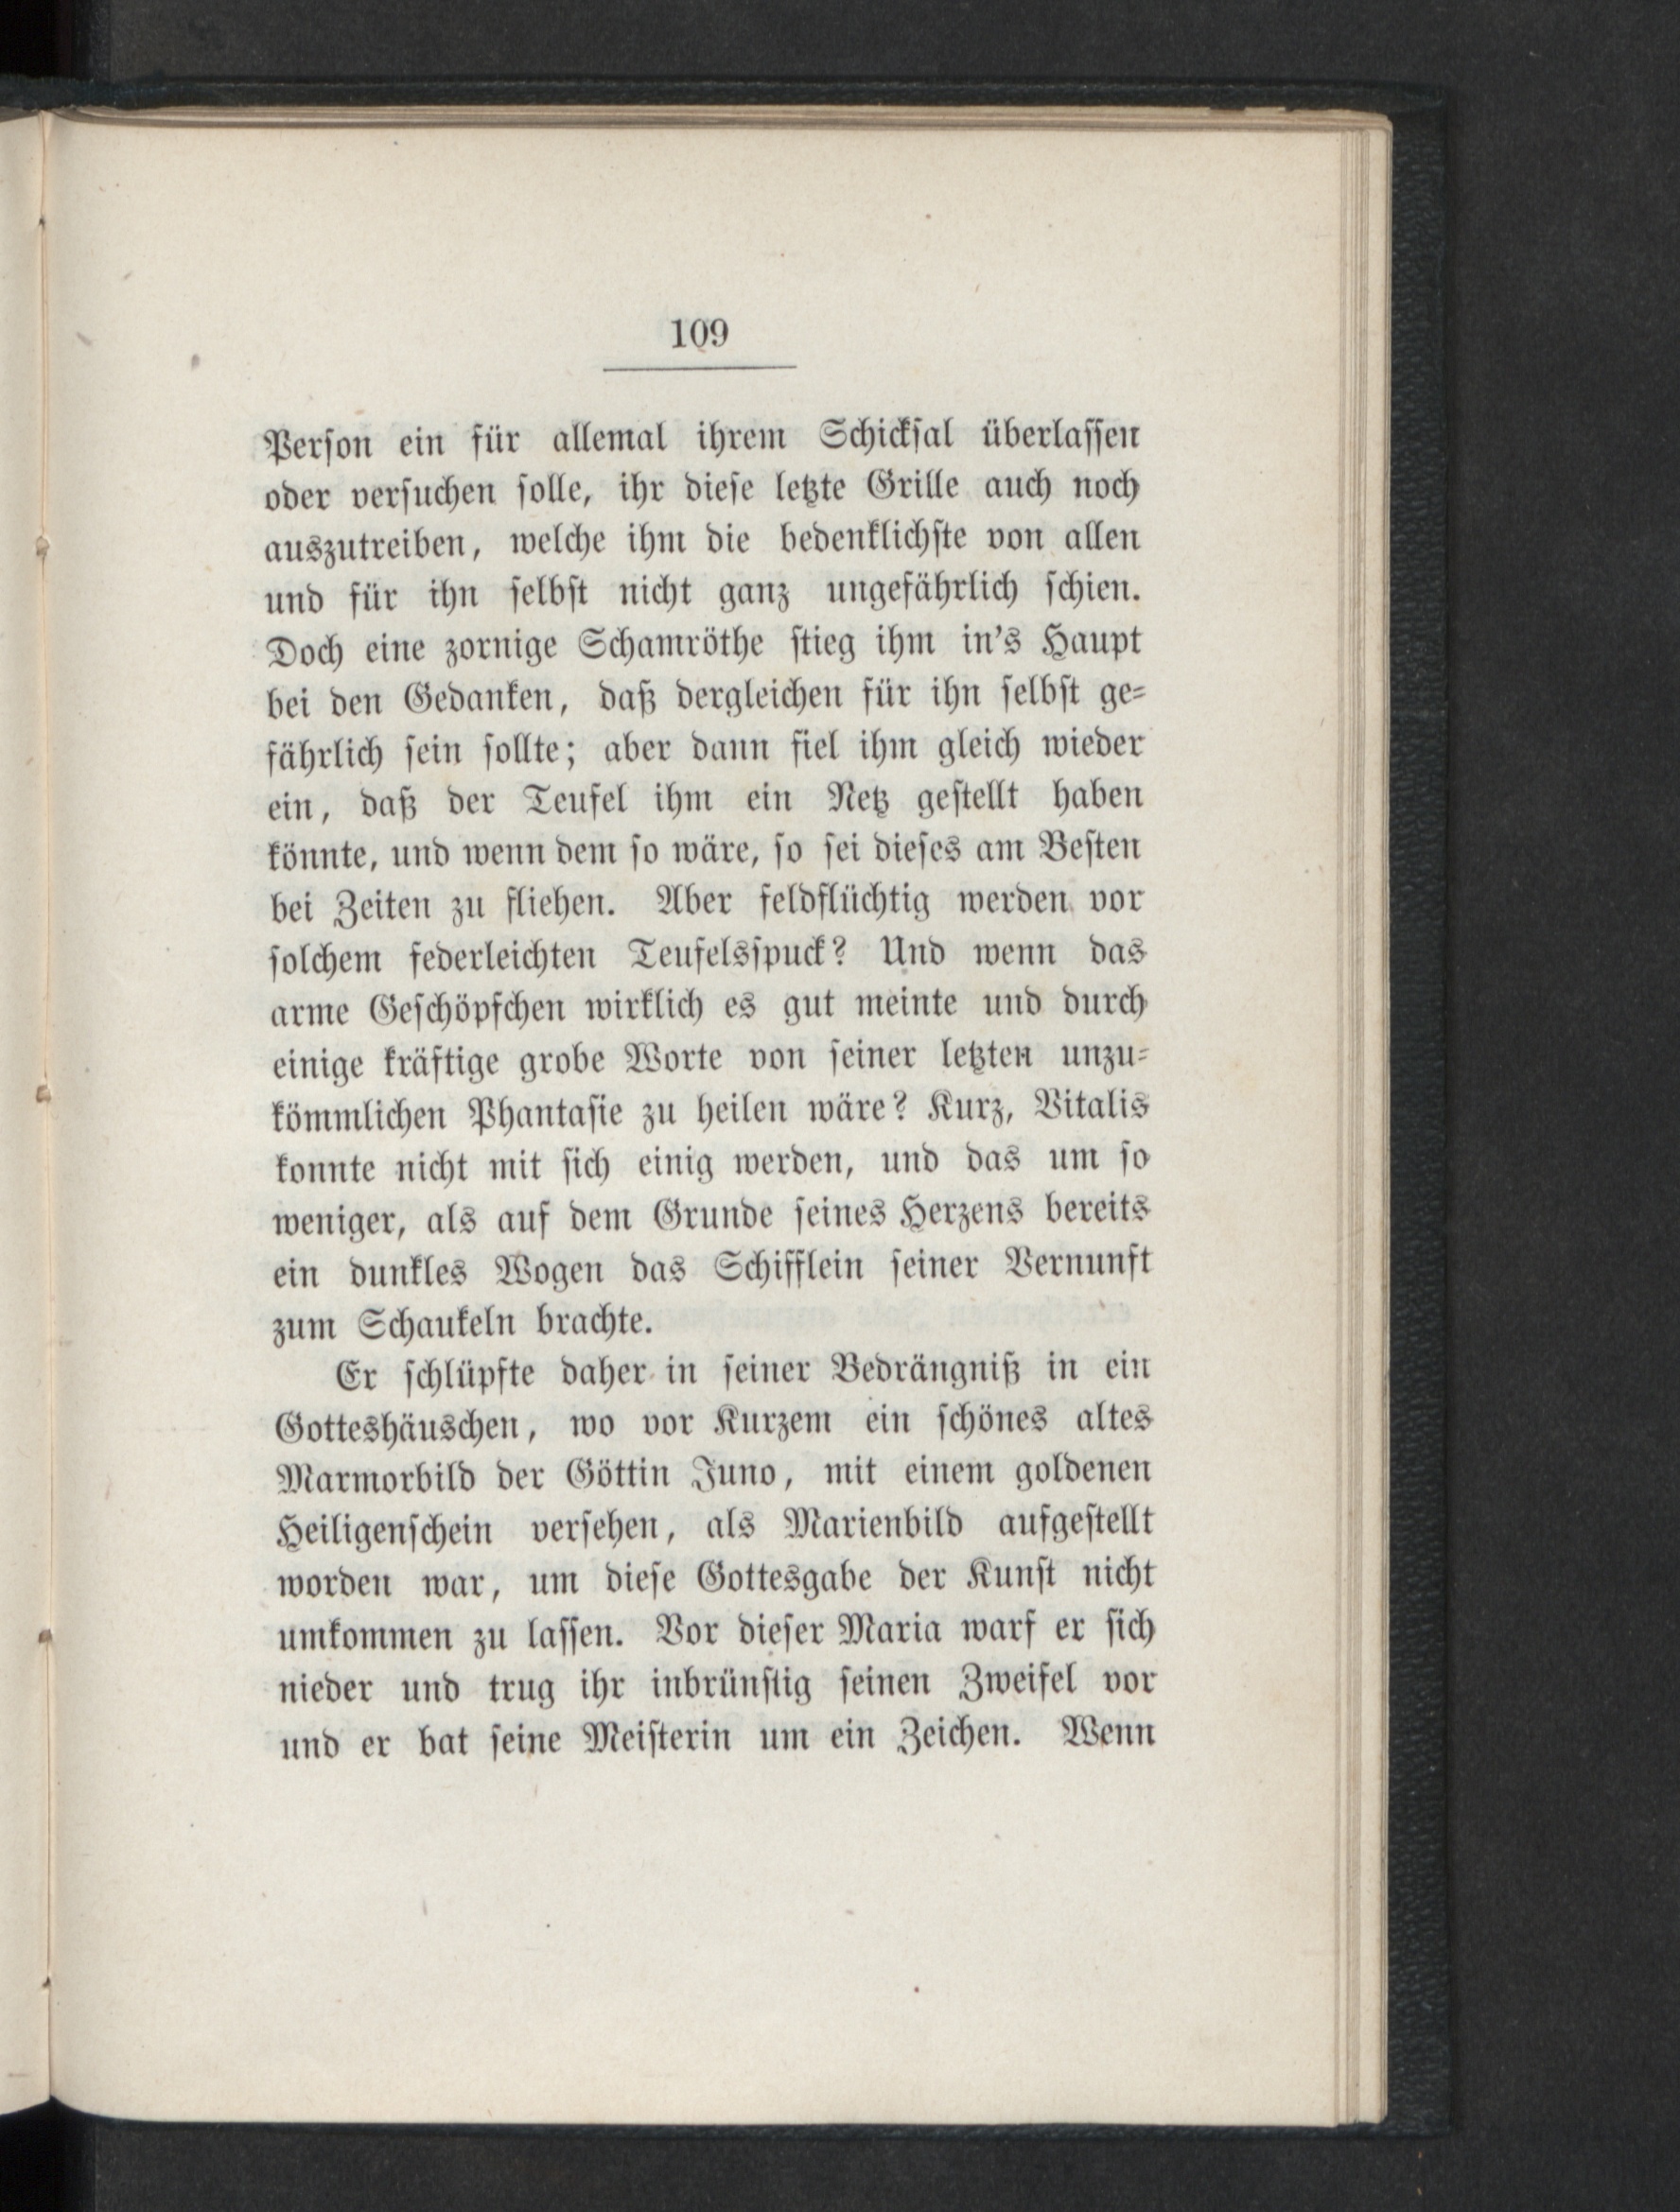 109
Person ein für allemal ihrem Schickſal überlaſſen
oder verſuchen ſolle, ihr dieſe letzte Grille auch noch
auszutreiben, welche ihm die bedenklichſte von allen
und für ihn ſelbſt nicht ganz ungefährlich ſchien.
Doch eine zornige Schamröthe ſtieg ihm in's Haupt
bei den Gedanken, daß dergleichen für ihn ſelbſt ge⸗
fährlich ſein ſollte; aber dann fiel ihm gleich wieder
ein, daß der Teufel ihm ein Netz geſtellt haben
könnte, und wenn dem ſo wäre, ſo ſei dieſes am Beſten
bei Zeiten zu fliehen. Aber feldflüchtig werden vor
ſolchem federleichten Teufelsſpuck? Und wenn das
arme Geſchöpfchen wirklich es gut meinte und durch
einige kräftige grobe Worte von ſeiner letzten unzu⸗
kömmlichen Phantaſie zu heilen wäre? Kurz, Vitalis
konnte nicht mit ſich einig werden, und das um ſo
weniger, als auf dem Grunde ſeines Herzens bereits
ein dunkles Wogen das Schifflein ſeiner Vernunft
zum Schaukeln brachte.
Er ſchlüpfte daher in ſeiner Bedrängniß in ein
Gotteshäuschen, wo vor Kurzem ein ſchönes altes
Marmorbild der Göttin Juno, mit einem goldenen
Heiligenſchein verſehen, als Marienbild aufgeſtellt
worden war, um dieſe Gottesgabe der Kunſt nicht
umkommen zu laſſen. Vor dieſer Maria warf er ſich
nieder und trug ihr inbrünſtig ſeinen Zweifel vor
und er bat ſeine Meiſterin um ein Zeichen. Wenn